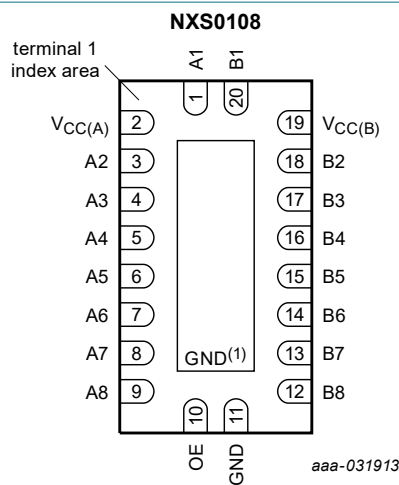 NXS0108
terminal 1
index area
A1 B1
1 20
VCC(A) 2 19 VCC(B)
A2 3 18 B2
A3 4 17 B3
A4 5 16 B4
A5 6 15 B5
A6 7 14 B6
A7 8 GND(1) 13 B7
A8 9 12 B8
10 11
OE GND
aaa-031913